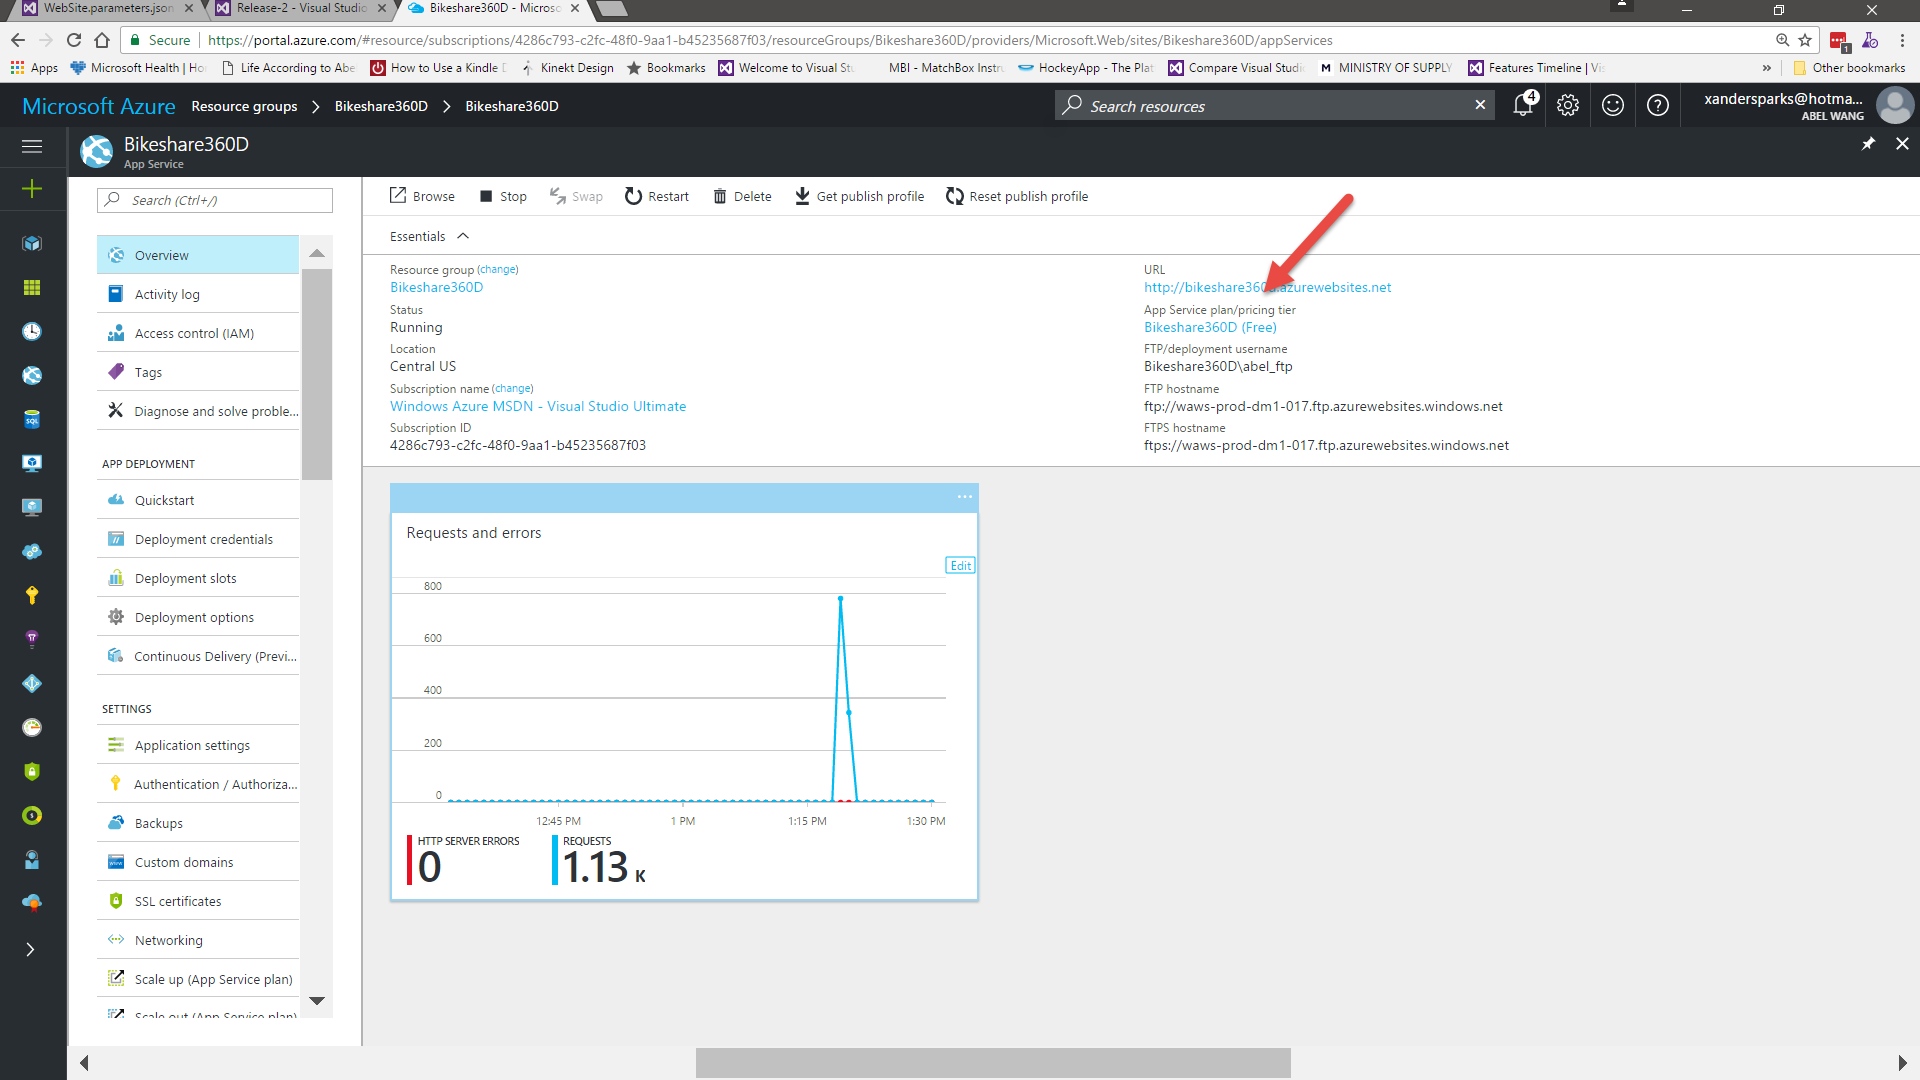 WebSite.parameters.json
Release-2 - Visual Studio
Bikeshare360D - Microso
Secure
https://portal.azure.com/#resource/subscriptions/4286c793-c2fc-48f0-9aa1-b45235687f03/resourceGroups/Bikeshare360D/providers/Microsoft.Web/sites/Bikeshare360D/appServices
1
Apps
Microsoft Health | Ho
Life According to Abe
How to Use a Kindle D
Kinekt Design
Bookmarks
Welcome to Visual Stu
MBI - MatchBox Instru
HockeyApp - The Plat
Compare Visual Studio
M MINISTRY OF SUPPLY
Features Timeline | Vis
»
Other bookmarks
Microsoft Azure
Resource groups > Bikeshare360D > Bikeshare360D
Search resources
4
xandersparks@hotma...
ABEL WANG
Bikeshare360D
App Service
Search (Ctrl+/)
Overview
Activity log
Access control (IAM)
Tags
Diagnose and solve proble...
APP DEPLOYMENT
Quickstart
Deployment credentials
Deployment slots
Deployment options
Continuous Delivery (Previ...
SETTINGS
Application settings
Authentication / Authoriza...
Backups
Custom domains
SSL certificates
Networking
Scale up (App Service plan)
Scale out (App Service plan)
Browse
Stop
Swap
Restart
Delete
Get publish profile
Reset publish profile
Essentials
Resource group (change)
Bikeshare360D
Status
Running
Location
Central US
Subscription name (change)
Windows Azure MSDN - Visual Studio Ultimate
Subscription ID
4286c793-c2fc-48f0-9aa1-b45235687f03
URL
http://bikeshare360d.azurewebsites.net
App Service plan/pricing tier
Bikeshare360D (Free)
FTP/deployment username
Bikeshare360D\abel_ftp
FTP hostname
ftp://waws-prod-dm1-017.ftp.azurewebsites.windows.net
FTPS hostname
ftps://waws-prod-dm1-017.ftp.azurewebsites.windows.net
Requests and errors
Edit
800
600
400
200
0
12:45 PM
1 PM
1:15 PM
1:30 PM
HTTP SERVER ERRORS
0
REQUESTS
1.13 K
SQL
www